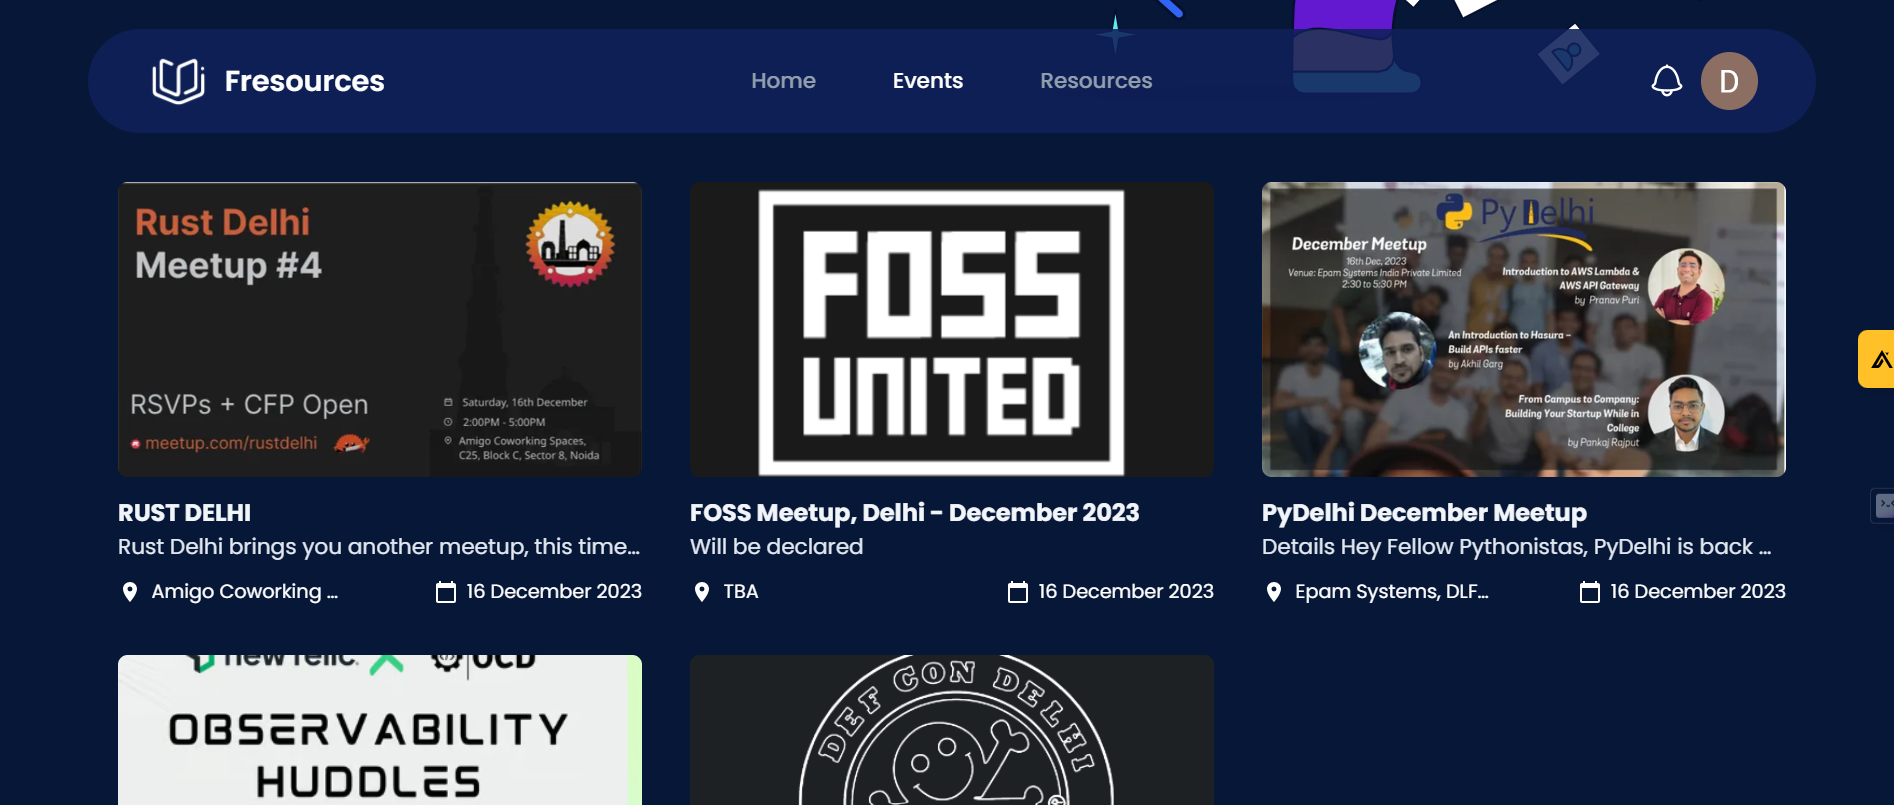 Fresources
Home
Events
Resources
D
Rust Delhi
Meetup #4
RSVPs + CFP Open
meetup.com/rustdelhi
Saturday, 16th December
2:00PM - 5:00PM
Amigo Coworking Spaces,
C25, Block C, Sector 8, Noida
RUST DELHI
Rust Delhi brings you another meetup, this time...
Amigo Coworking ...
16 December 2023
FOSS
UNITED
FOSS Meetup, Delhi – December 2023
Will be declared
TBA
16 December 2023
PyDelhi
December Meetup
16th Dec, 2023
Venue: Epam Systems India Private Limited
2:30 to 5:30 PM
Introduction to AWS Lambda &
AWS API Gateway
by Pranav Puri
An Introduction to Hasura –
Build APIs faster
by Akhil Garg
From Campus to Company:
Building Your Startup While in
College
by Pankaj Rajput
PyDelhi December Meetup
Details Hey Fellow Pythonistas, PyDelhi is back ...
Epam Systems, DLF...
16 December 2023
new relic.
OCD
OBSERVABILITY
HUDDLES
DEF CON DELHI